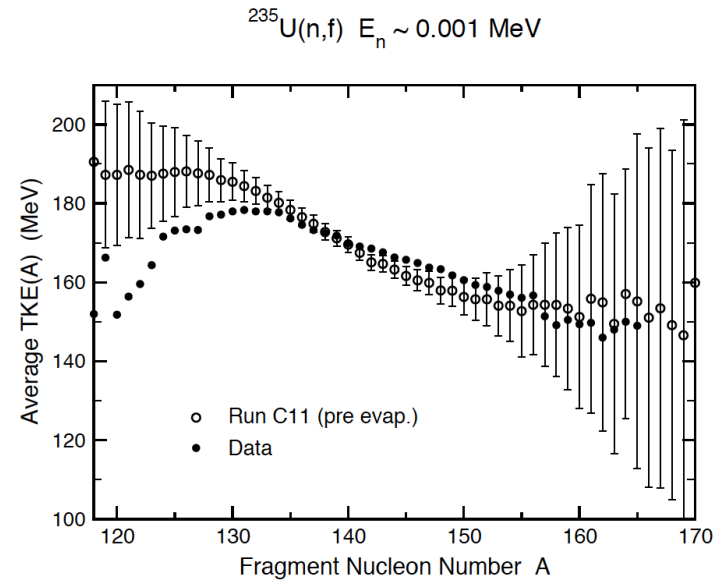 ²³⁵U(n,f) Eₙ ~ 0.001 MeV
Average TKE(A) (MeV)
200
180
160
140
120
100
Run C11 (pre evap.)
Data
120 130 140 150 160 170
Fragment Nucleon Number A